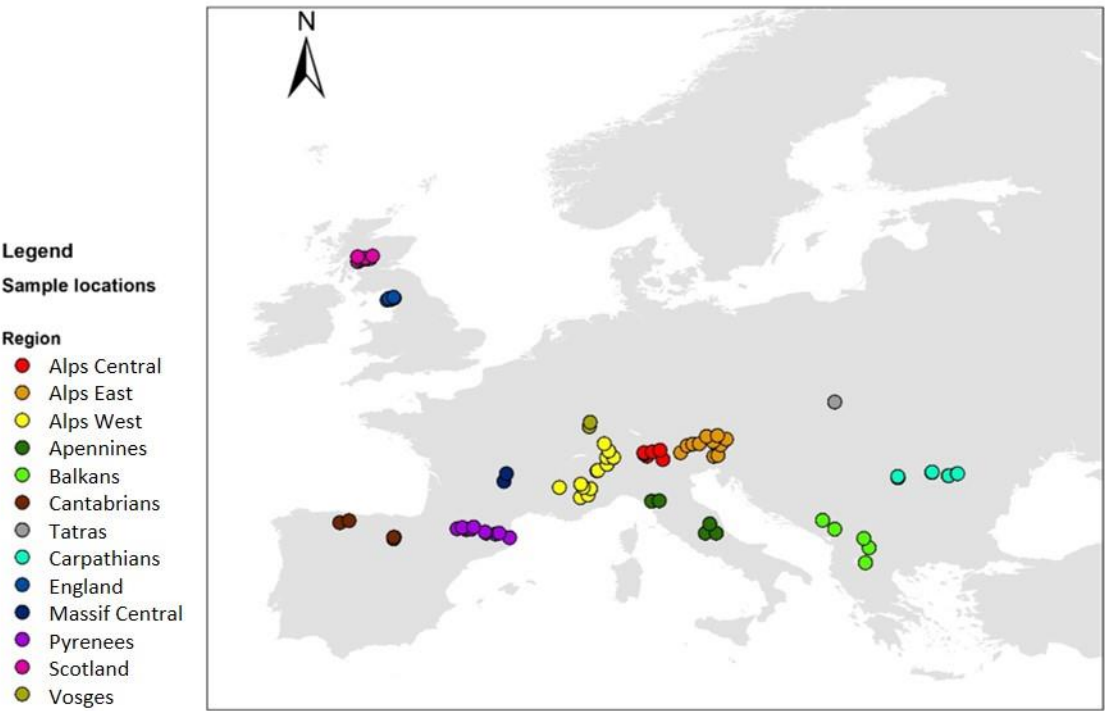 N
Legend
Sample locations
Region
Alps Central
Alps East
Alps West
Apennines
Balkans
Cantabrians
Tatras
Carpathians
England
Massif Central
Pyrenees
Scotland
Vosges